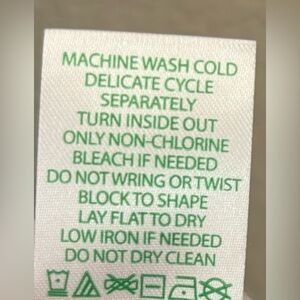 MACHINE WASH COLD
DELICATE CYCLE
SEPARATELY
TURN INSIDE OUT
ONLY NON-CHLORINE
BLEACH IF NEEDED
DO NOT WRING OR TWIST
BLOCK TO SHAPE
LAY FLAT TO DRY
LOW IRON IF NEEDED
DO NOT DRY CLEAN